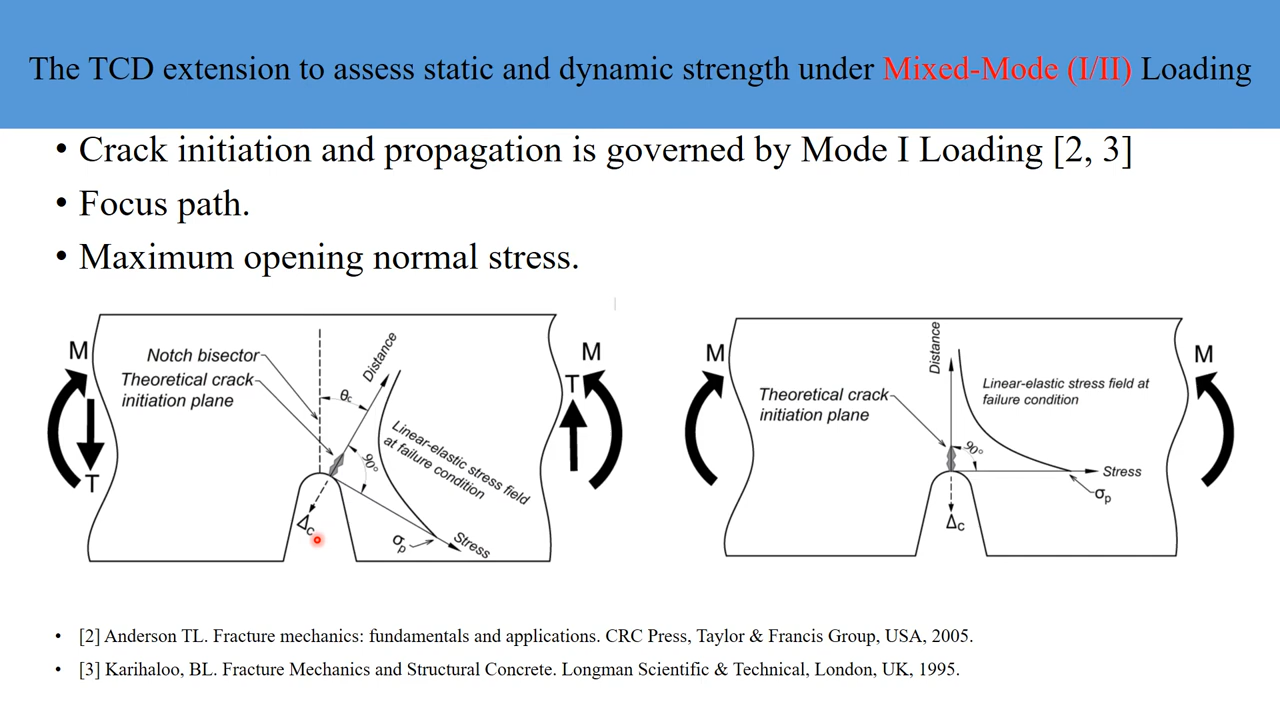 The TCD extension to assess static and dynamic strength under Mixed-Mode (I/II) Loading
• Crack initiation and propagation is governed by Mode I Loading [2, 3]
• Focus path.
• Maximum opening normal stress.
M
Notch bisector
Theoretical crack
initiation plane
Distance
θc
90°
Linear-elastic stress field
at failure condition
T
Δc
σp
Stress
M
T
M
Distance
Theoretical crack
initiation plane
Linear-elastic stress field at
failure condition
90°
Stress
σp
Δc
M
• [2] Anderson TL. Fracture mechanics: fundamentals and applications. CRC Press, Taylor & Francis Group, USA, 2005.
• [3] Karihaloo, BL. Fracture Mechanics and Structural Concrete. Longman Scientific & Technical, London, UK, 1995.